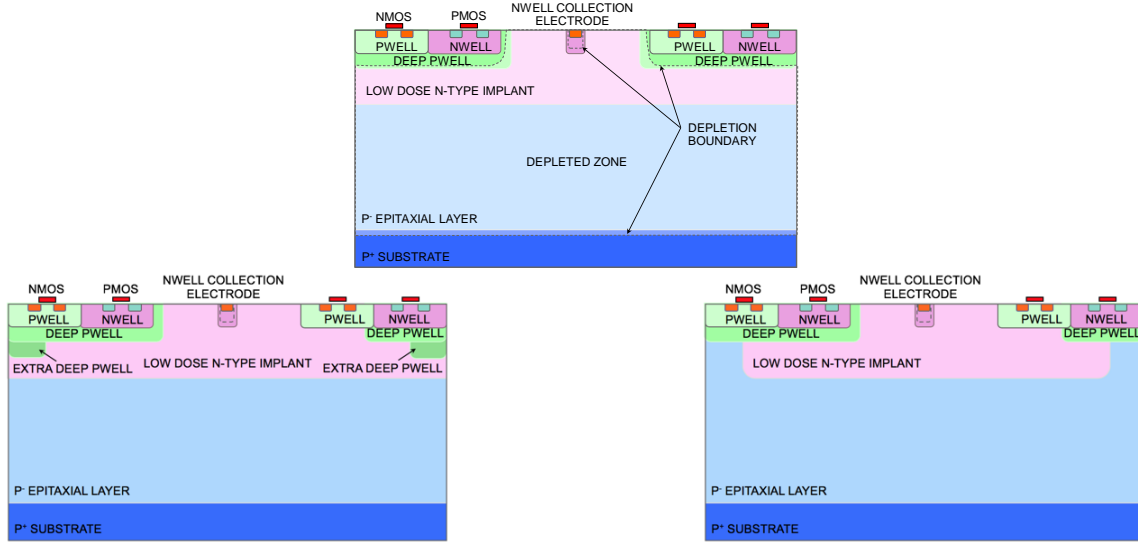 NWELL COLLECTION
ELECTRODE
NMOS
PMOS
PWELL
NWELL
PWELL
NWELL
DEEP PWELL
DEEP PWELL
LOW DOSE N-TYPE IMPLANT
DEPLETION
BOUNDARY
DEPLETED ZONE
P⁻ EPITAXIAL LAYER
P⁺ SUBSTRATE
NMOS
PMOS
NWELL COLLECTION
ELECTRODE
PWELL
NWELL
PWELL
NWELL
DEEP PWELL
DEEP PWELL
EXTRA DEEP PWELL
LOW DOSE N-TYPE IMPLANT
EXTRA DEEP PWELL
P⁻ EPITAXIAL LAYER
P⁺ SUBSTRATE
NMOS
PMOS
NWELL COLLECTION
ELECTRODE
PWELL
NWELL
PWELL
NWELL
DEEP PWELL
DEEP PWELL
LOW DOSE N-TYPE IMPLANT
P⁻ EPITAXIAL LAYER
P⁺ SUBSTRATE